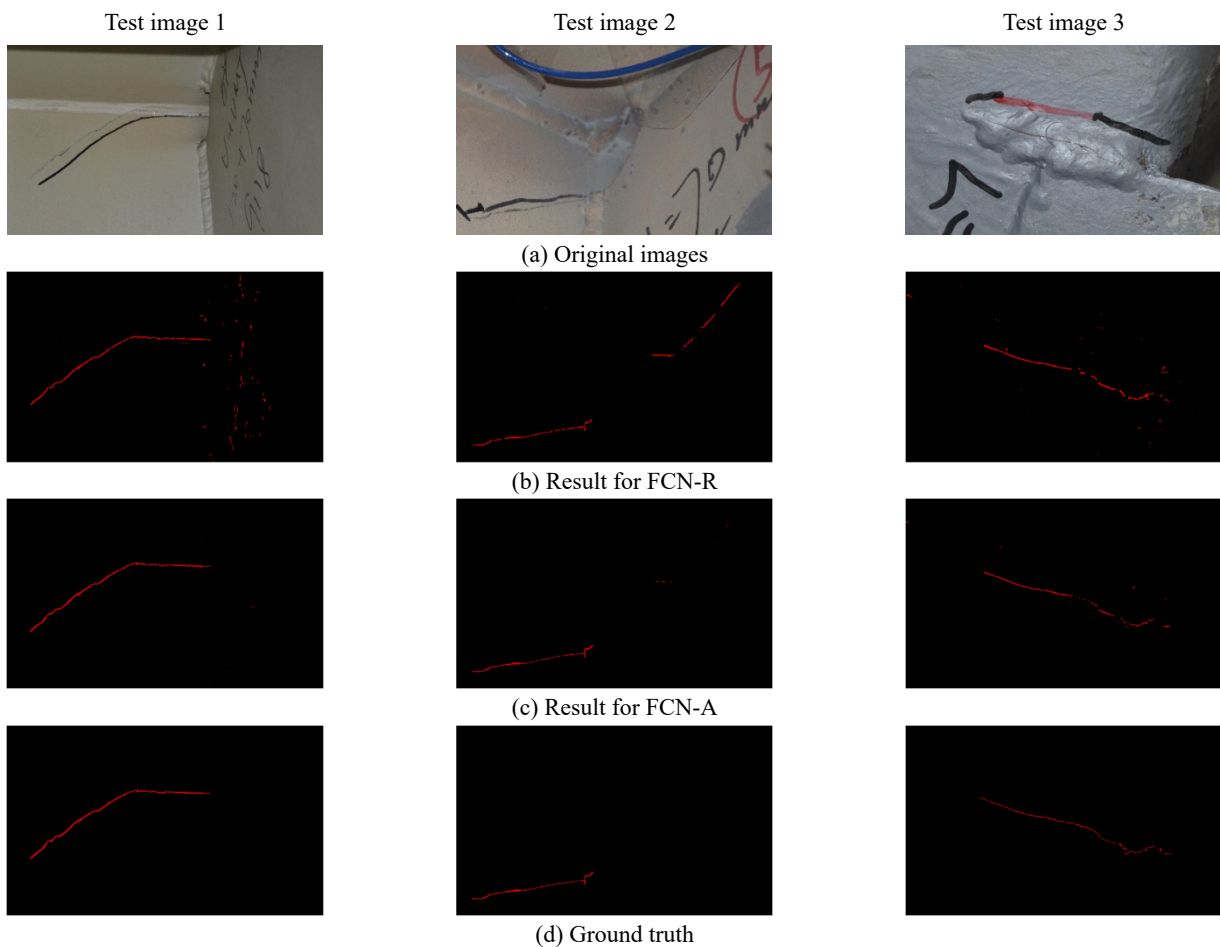 Test image 1
Test image 2
Test image 3
(a) Original images
(b) Result for FCN-R
(c) Result for FCN-A
(d) Ground truth